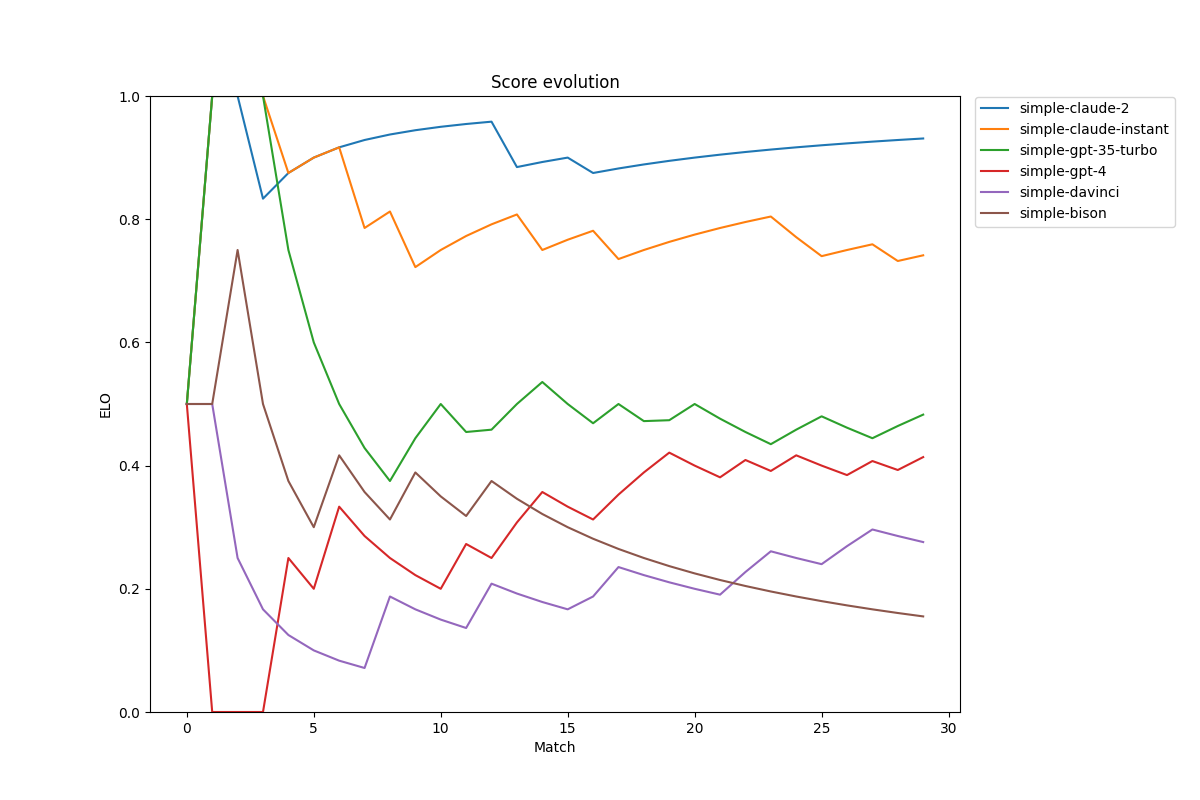 Score evolution
1.0
0.8
0.6
0.4
0.2
0.0
ELO
0
5
10
15
20
25
30
Match
simple-claude-2
simple-claude-instant
simple-gpt-35-turbo
simple-gpt-4
simple-davinci
simple-bison